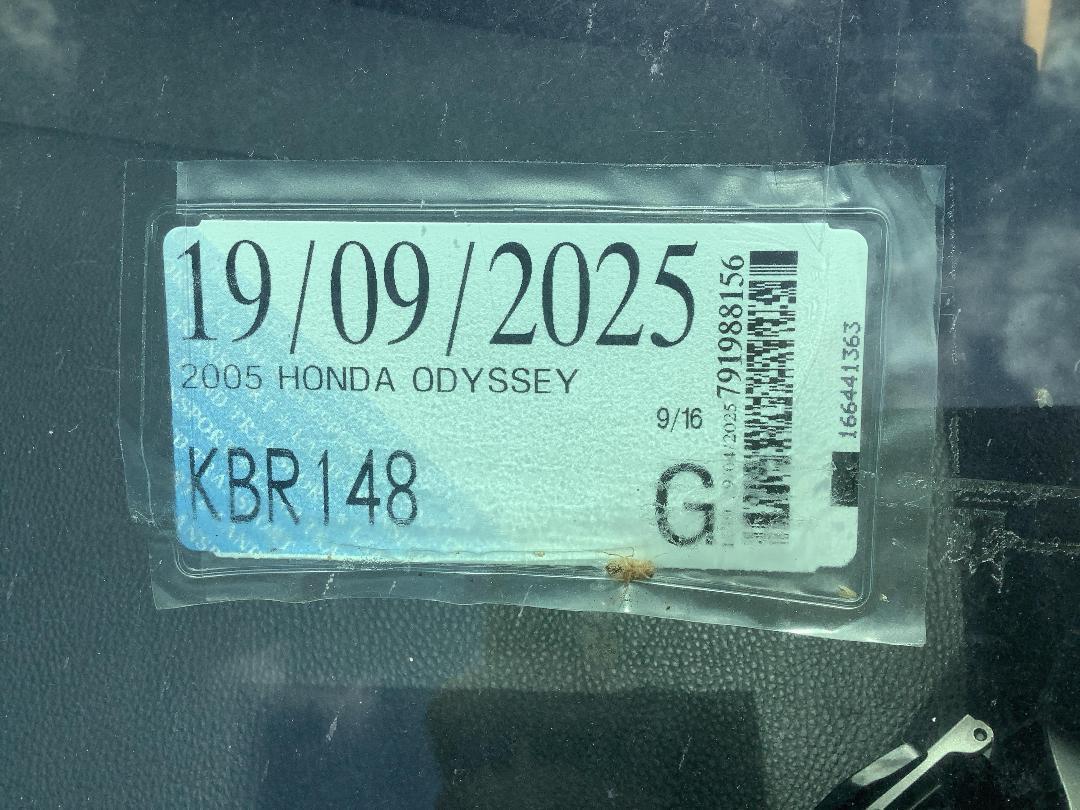 19/09/2025
2005 HONDA ODYSSEY
9/16
KBR148
G
791988156
166441363